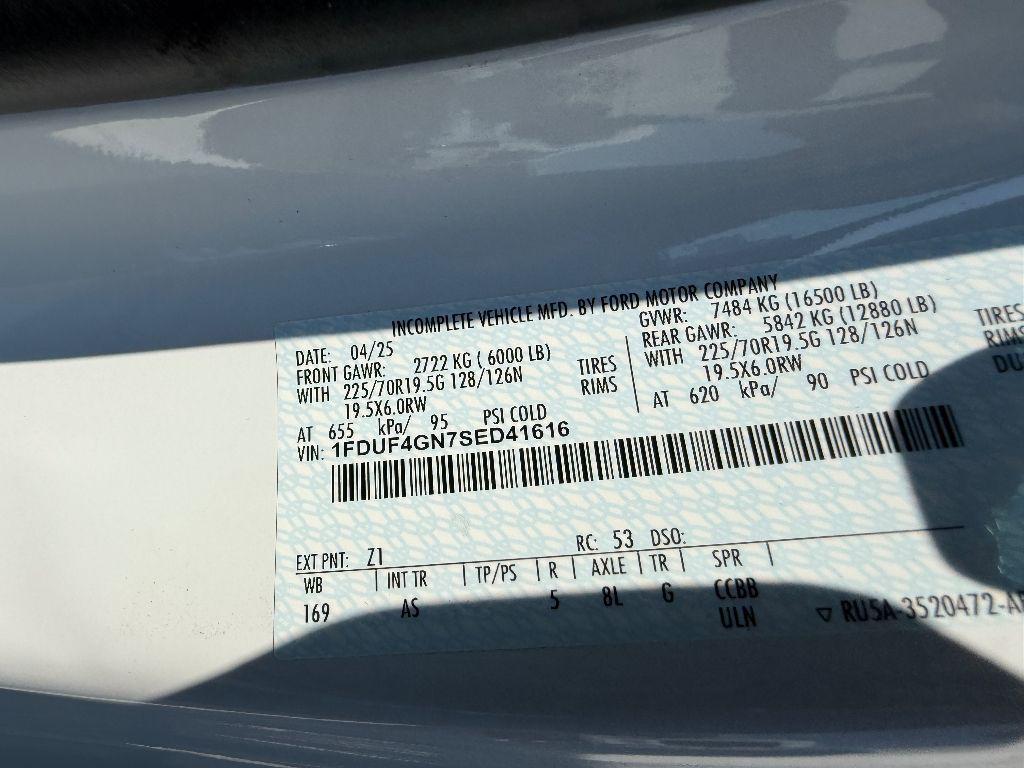 INCOMPLETE VEHICLE MFD. BY FORD MOTOR COMPANY
DATE: 04/25 GVWR: 7484 KG (16500 LB)
FRONT GAWR: 2722 KG ( 6000 LB) REAR GAWR: 5842 KG (12880 LB)
WITH 225/70R19.5G 128/126N TIRES WITH 225/70R19.5G 128/126N TIRES
19.5X6.0RW RIMS 19.5X6.0RW RIMS
AT 655 kPa/ 95 PSI COLD AT 620 kPa/ 90 PSI COLD
VIN: 1FDUF4GN7SED41616
EXT PNT: Z1 RC: 53 DSO:
WB INT TR TP/PS R AXLE TR SPR
169 AS 5 8L G CCBB
ULN RU5A-3520472-